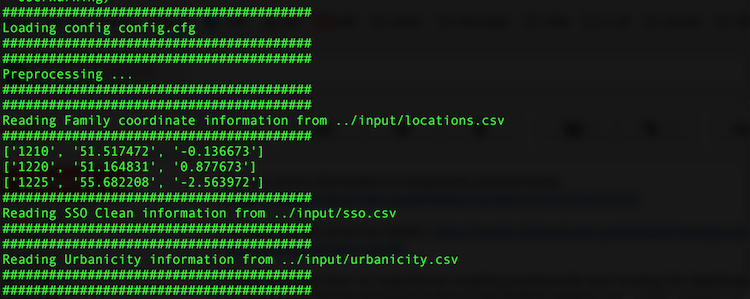 #######################################
Loading config config.cfg
#######################################
#######################################
Preprocessing ...
#######################################
#######################################
Reading Family coordinate information from ../input/locations.csv
#######################################
['1210', '51.517472', '-0.136673']
['1220', '51.164831', '0.877673']
['1225', '55.682208', '-2.563972']
#######################################
Reading SSO Clean information from ../input/sso.csv
#######################################
#######################################
Reading Urbanicity information from ../input/urbanicity.csv
#######################################
#######################################